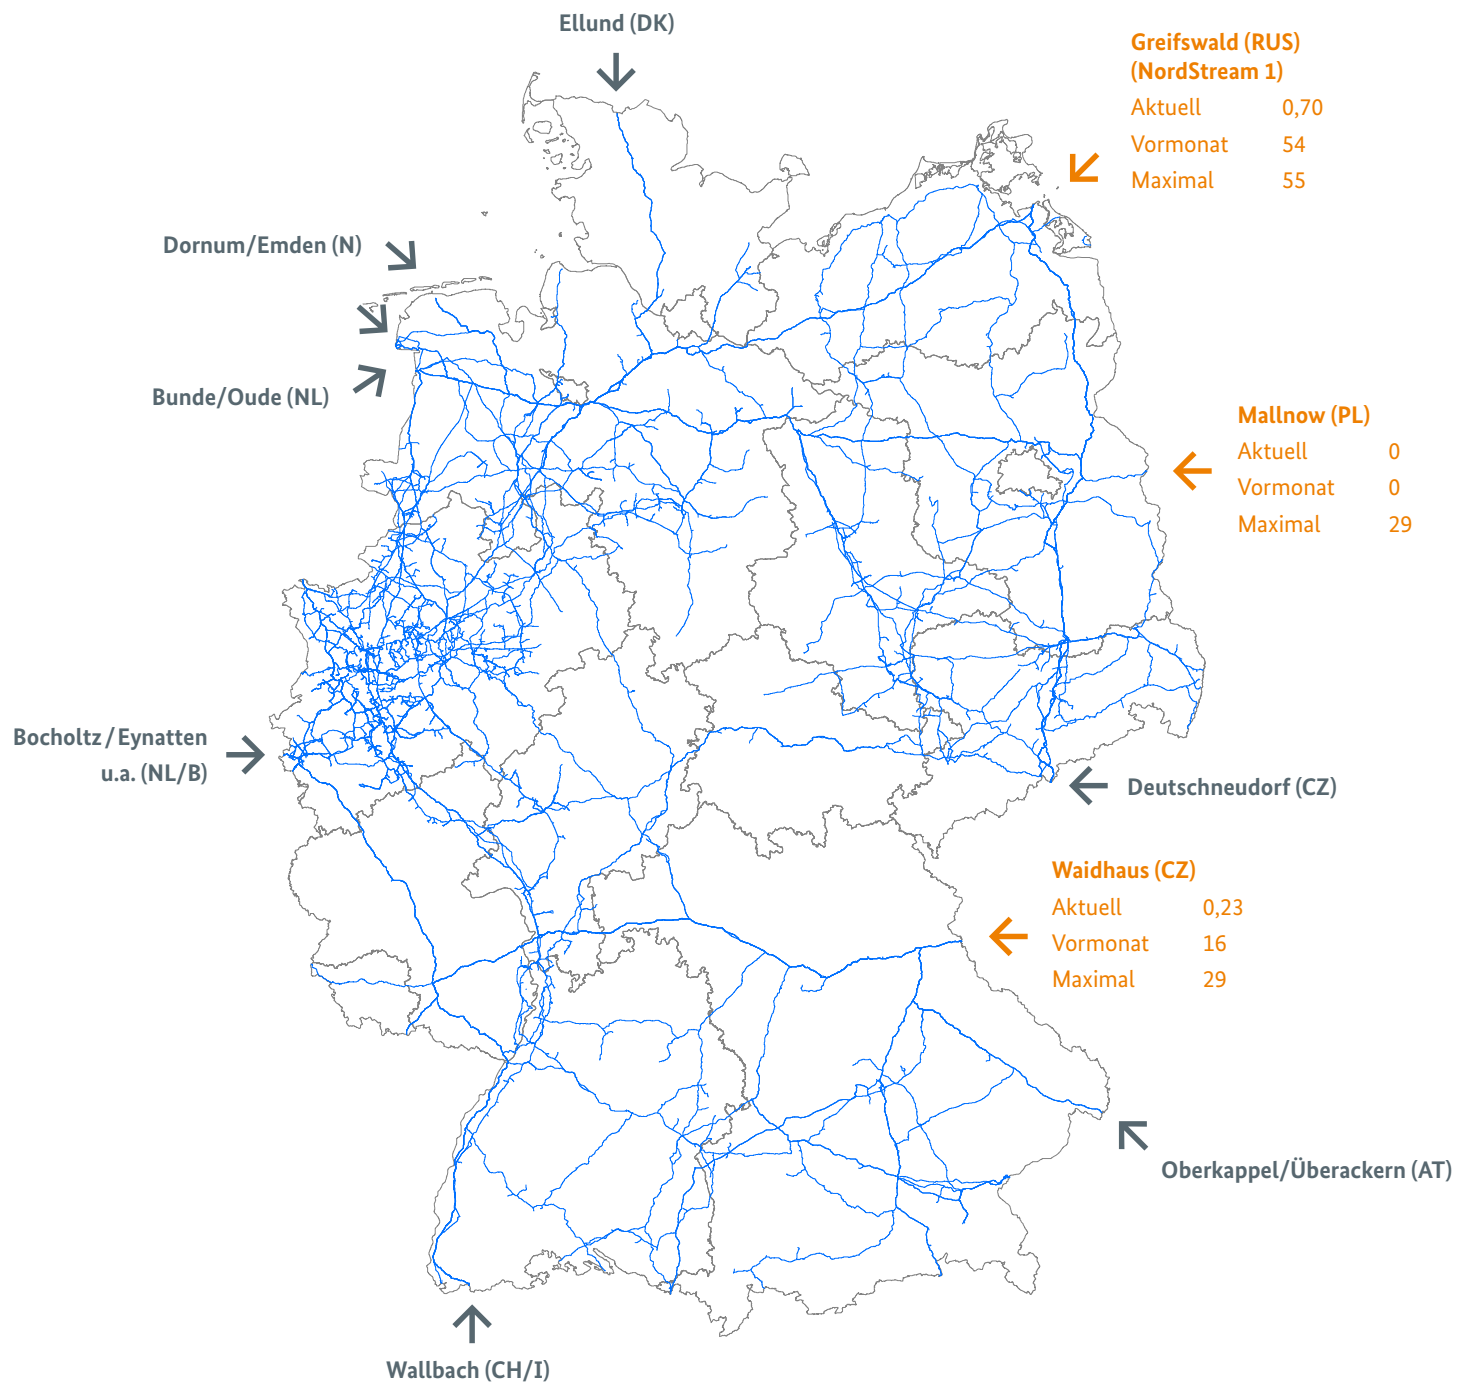 Ellund (DK)
Greifswald (RUS)
(NordStream 1)
Aktuell 0,70
Vormonat 54
Maximal 55
Dornum/Emden (N)
Bunde/Oude (NL)
Mallnow (PL)
Aktuell 0
Vormonat 0
Maximal 29
Bocholtz / Eynatten
u.a. (NL/B)
Deutschneudorf (CZ)
Waidhaus (CZ)
Aktuell 0,23
Vormonat 16
Maximal 29
Oberkappel/Überackern (AT)
Wallbach (CH/I)